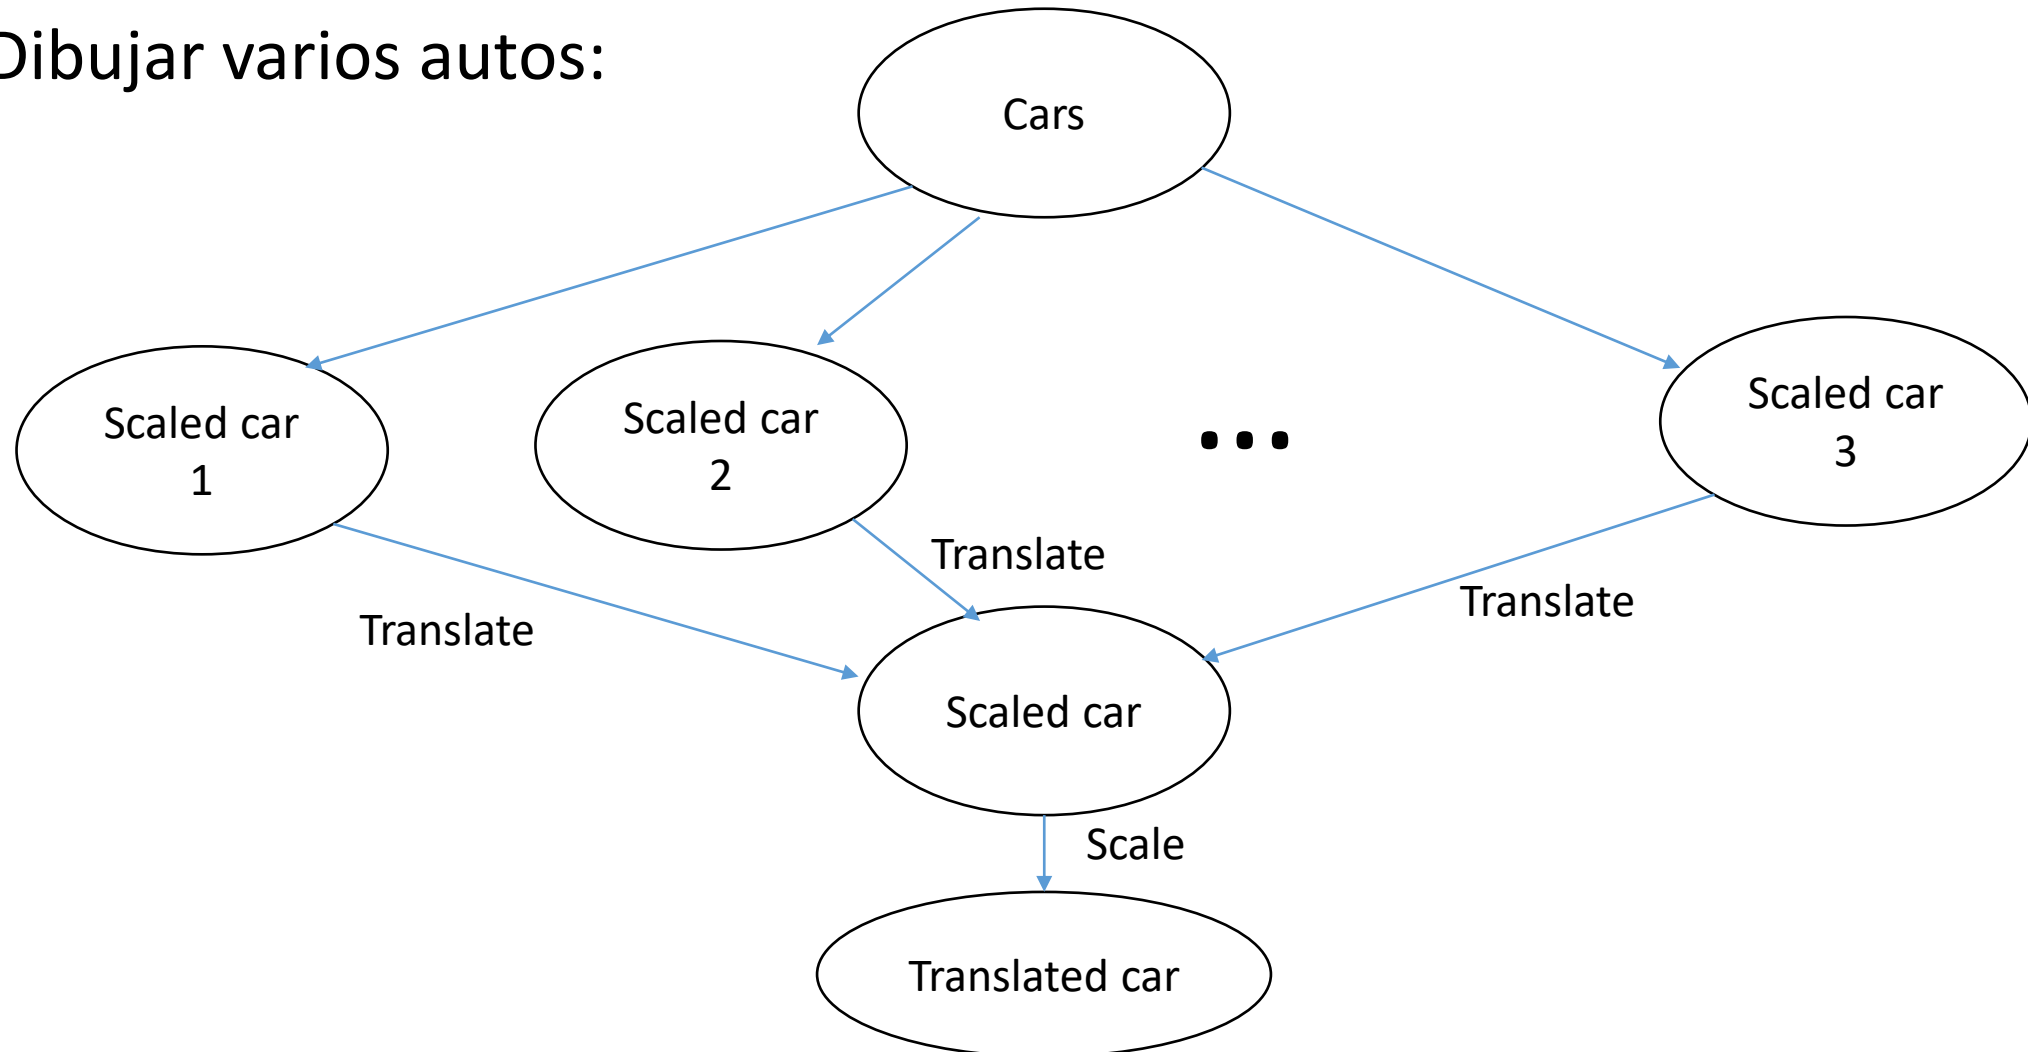 Dibujar varios autos:
Cars
Scaled car
1
Scaled car
2
...
Scaled car
3
Translate
Translate
Translate
Scaled car
Scale
Translated car